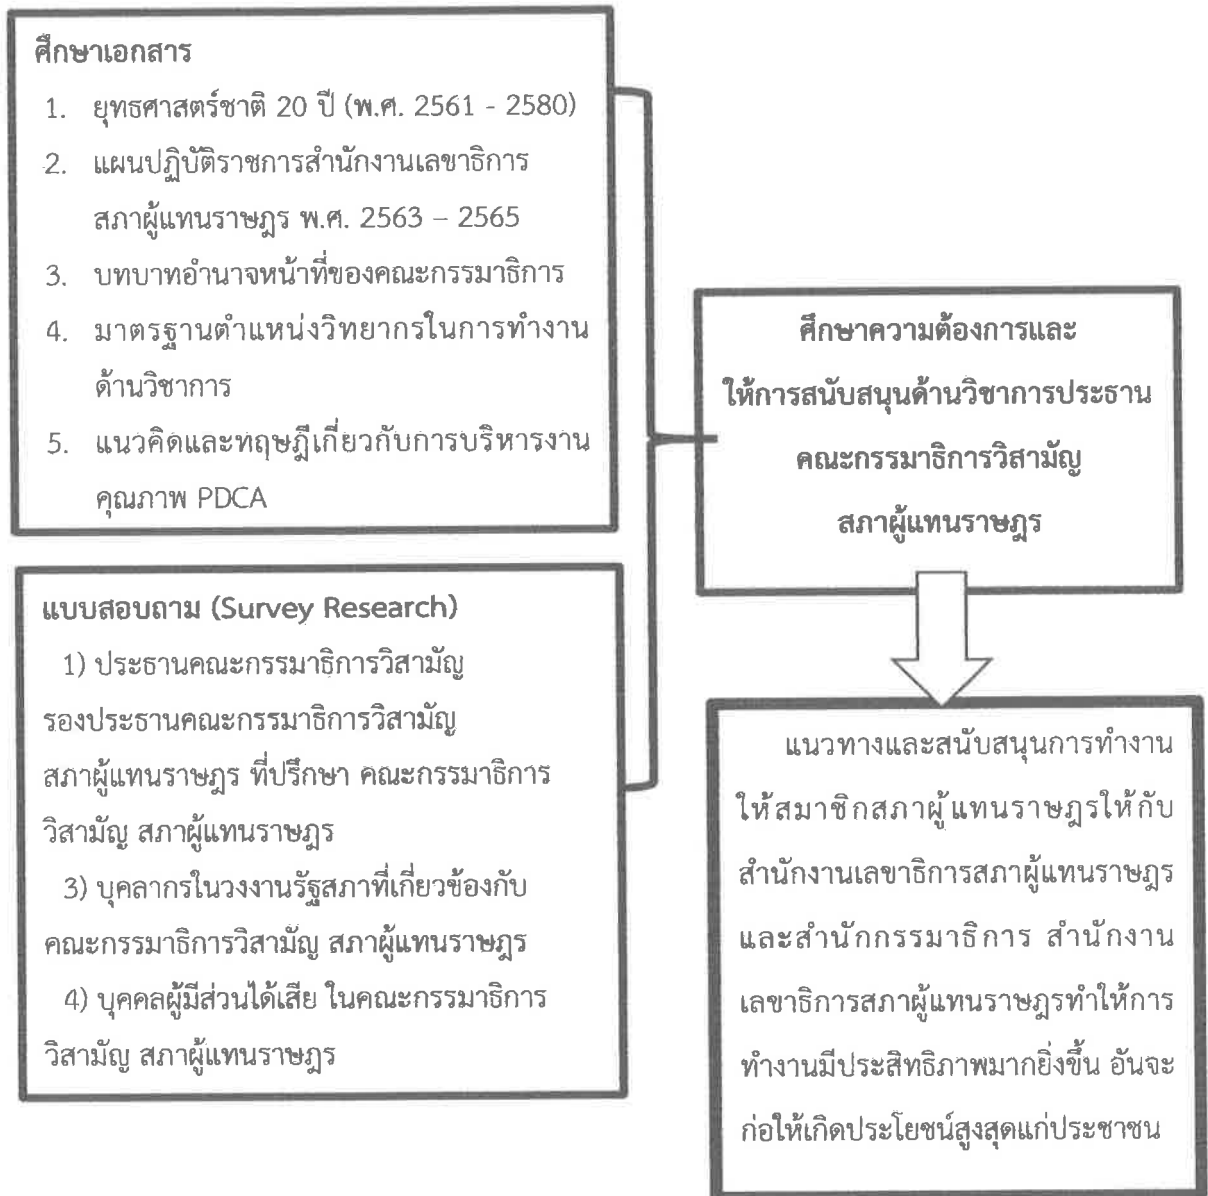 ศึกษาเอกสาร
1. ยุทธศาสตร์ชาติ 20 ปี (พ.ศ. 2561 - 2580)
2. แผนปฏิบัติราชการสำนักงานเลขาธิการ
สภาผู้แทนราษฎร พ.ศ. 2563 – 2565
3. บทบาทอำนาจหน้าที่ของคณะกรรมาธิการ
4. มาตรฐานตำแหน่งวิทยากรในการทำงาน
ด้านวิชาการ
5. แนวคิดและทฤษฎีเกี่ยวกับการบริหารงาน
คุณภาพ PDCA
แบบสอบถาม (Survey Research)
1) ประธานคณะกรรมาธิการวิสามัญ
รองประธานคณะกรรมาธิการวิสามัญ
สภาผู้แทนราษฎร ที่ปรึกษา คณะกรรมาธิการ
วิสามัญ สภาผู้แทนราษฎร
3) บุคลากรในวงงานรัฐสภาที่เกี่ยวข้องกับ
คณะกรรมาธิการวิสามัญ สภาผู้แทนราษฎร
4) บุคคลผู้มีส่วนได้เสีย ในคณะกรรมาธิการ
วิสามัญ สภาผู้แทนราษฎร
ศึกษาความต้องการและ
ให้การสนับสนุนด้านวิชาการประธาน
คณะกรรมาธิการวิสามัญ
สภาผู้แทนราษฎร
แนวทางและสนับสนุนการทำงาน
ให้สมาชิกสภาผู้แทนราษฎรให้กับ
สำนักงานเลขาธิการสภาผู้แทนราษฎร
และสำนักกรรมาธิการ สำนักงาน
เลขาธิการสภาผู้แทนราษฎรทำให้การ
ทำงานมีประสิทธิภาพมากยิ่งขึ้น อันจะ
ก่อให้เกิดประโยชน์สูงสุดแก่ประชาชน